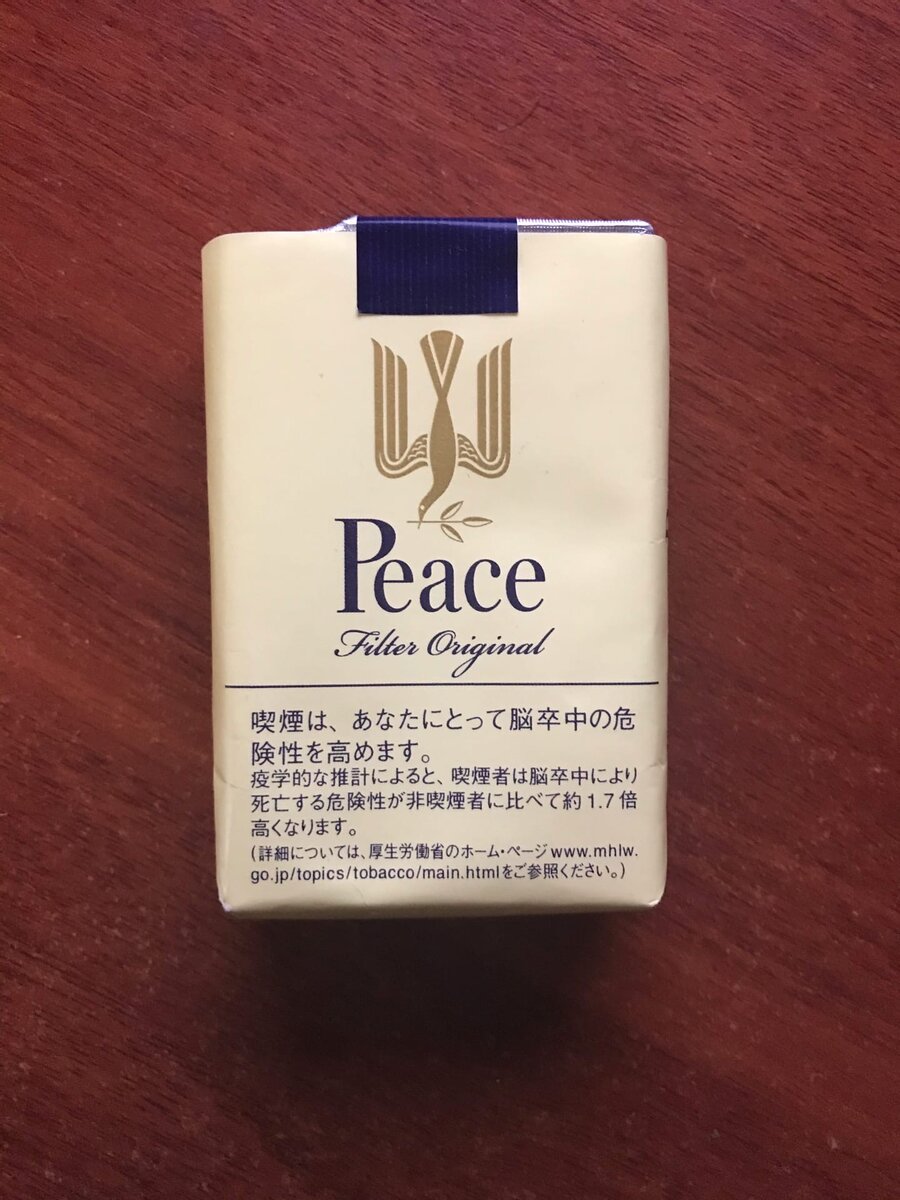 Peace
Filter Original
喫煙は、あなたにとって脳卒中の危
険性を高めます。
疫学的な推計によると、喫煙者は脳卒中により
死亡する危険性が非喫煙者に比べて約1.7倍
高くなります。
(詳細については、厚生労働省のホーム・ページwww.mhlw.
go.jp/topics/tobacco/main.htmlをご参照ください。)